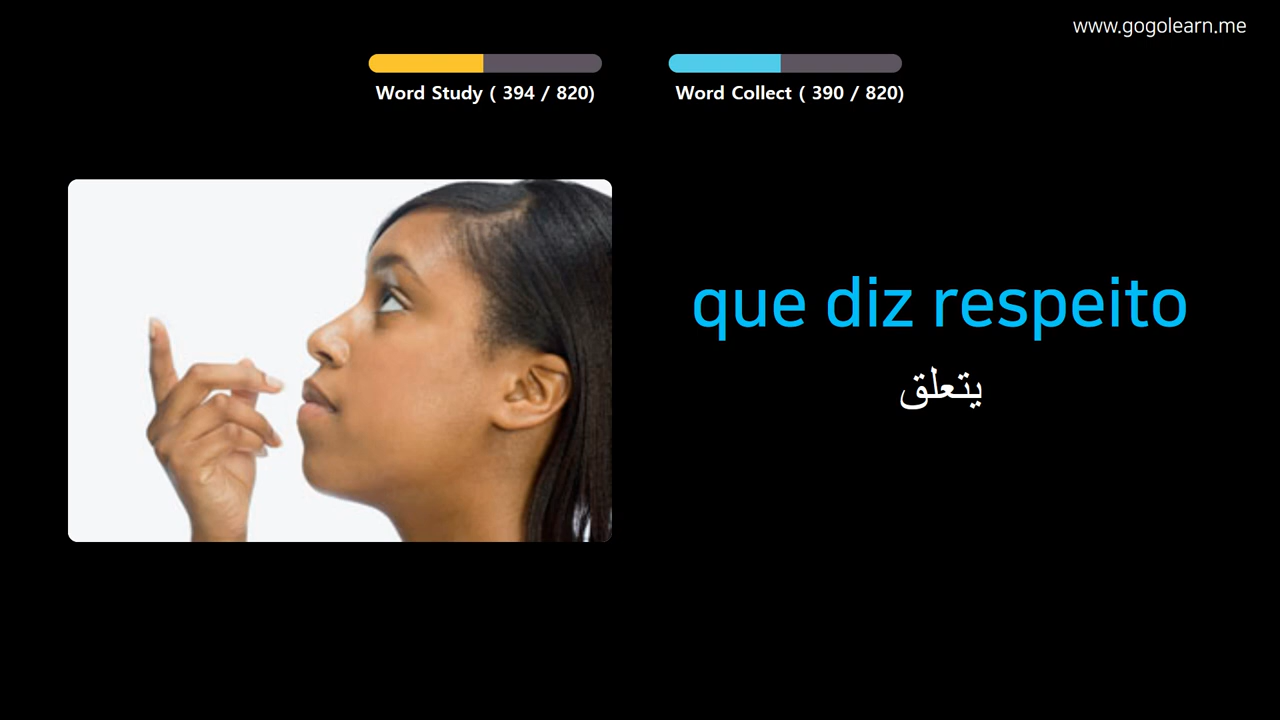 www.gogolearn.me
Word Study ( 394 / 820)
Word Collect ( 390 / 820)
que diz respeito
يتعلق